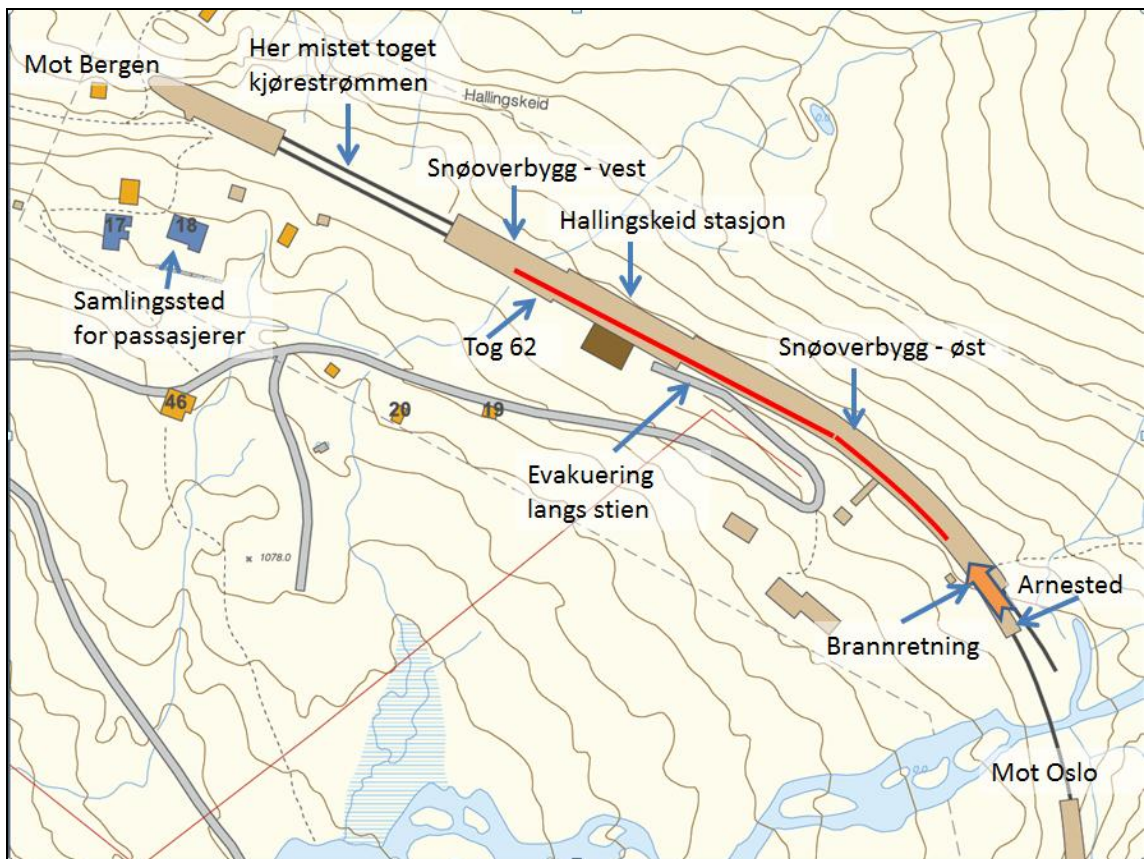 Mot Bergen
Her mistet toget
kjørestrømmen
Hallingskeid
Snøoverbygg - vest
Hallingskeid stasjon
17
18
Samlingssted
for passasjerer
Tog 62
Snøoverbygg - øst
46
20
19
Evakuering
langs stien
1078.0
Arnested
Brannretning
Mot Oslo